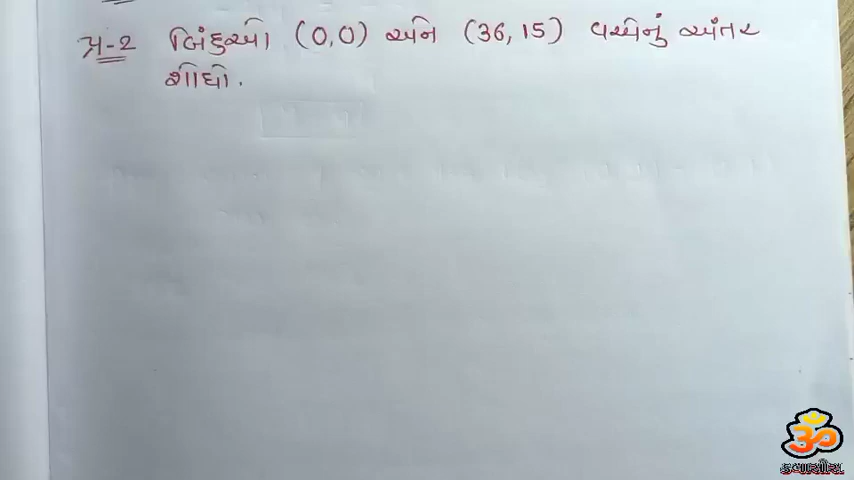 પ્ર-2 બિંદુઓ (0,0) અને (36,15) વચ્ચેનું અંતર
શોધો.
ૐ